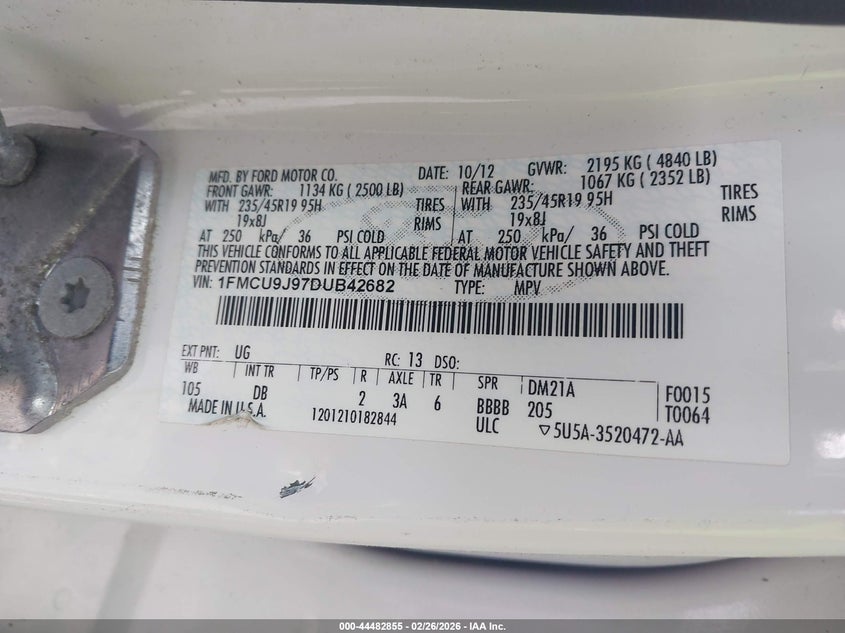 MFD. BY FORD MOTOR CO. DATE: 10/12 GVWR: 2195 KG ( 4840 LB)
FRONT GAWR: 1134 KG ( 2500 LB) REAR GAWR: 1067 KG ( 2352 LB)
WITH 235/45R19 95H TIRES WITH 235/45R19 95H TIRES
19x8J RIMS 19x8J RIMS
AT 250 kPa/ 36 PSI COLD AT 250 kPa/ 36 PSI COLD
THIS VEHICLE CONFORMS TO ALL APPLICABLE FEDERAL MOTOR VEHICLE SAFETY AND THEFT
PREVENTION STANDARDS IN EFFECT ON THE DATE OF MANUFACTURE SHOWN ABOVE.
VIN: 1FMCU9J97DUB42682 TYPE: MPV
EXT PNT: UG RC: 13 DSO:
WB INT TR TP/PS R AXLE TR SPR DM21A F0015
105 DB 2 3A 6 BBBB 205 T0064
MADE IN U.S.A. 1201210182844 ULC ▽5U5A-3520472-AA
000-44482855 - 02/26/2026 - IAA Inc.